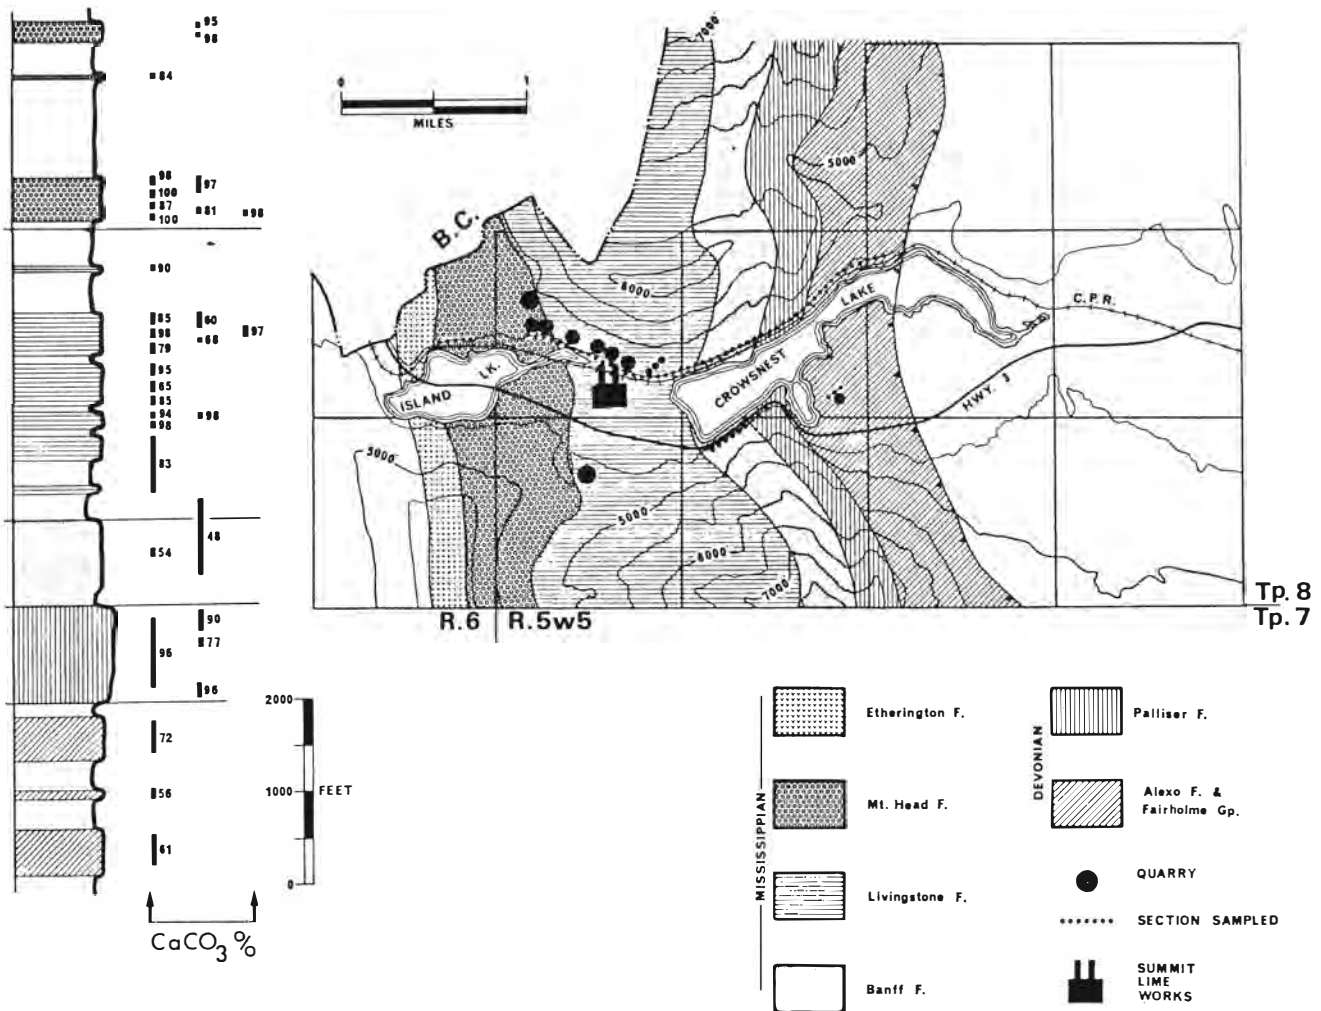 95
98
84
98
100
87
100
97
81
98
90
85
98
79
95
65
85
94
98
83
60
68
97
98
48
54
90
77
96
96
72
56
61
CaCO3 %
2000
1000 FEET
0
0 1
MILES
7000
5000
B.C.
6000
C.P.R.
LAKE
CROWSNEST
HWY. 3
ISLAND LK.
5000
5000
6000
7000
R.6 R.5w5
Tp. 8
Tp. 7
MISSISSIPPIAN
Etherington F.
Mt. Head F.
Livingstone F.
Banff F.
DEVONIAN
Palliser F.
Alexo F. &
Fairholme Gp.
QUARRY
SECTION SAMPLED
SUMMIT
LIME
WORKS